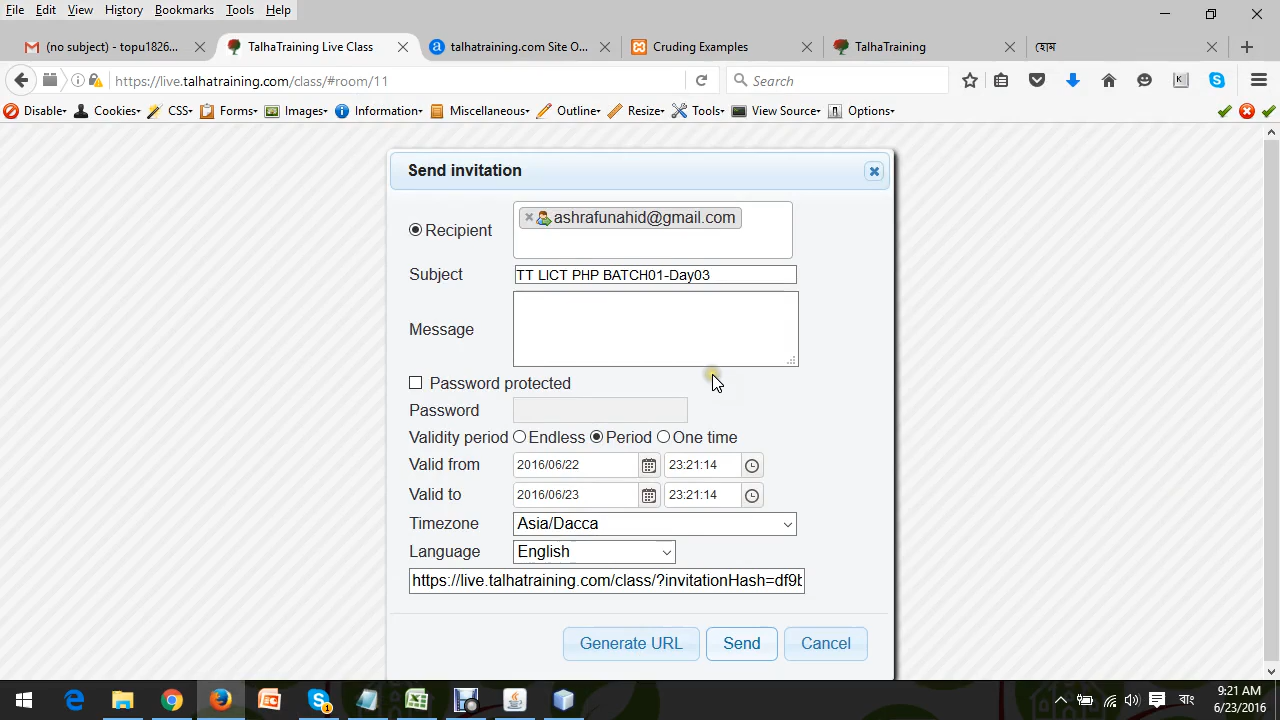 File Edit View History Bookmarks Tools Help
(no subject) - topu1826...
TalhaTraining Live Class
talhatraining.com Site O...
Cruding Examples
TalhaTraining
হোম
https://live.talhatraining.com/class/#room/11
Search
Disable Cookies CSS Forms Images Information Miscellaneous Outline Resize Tools View Source Options
Send invitation
Recipient ashrafunahid@gmail.com
Subject TT LICT PHP BATCH01-Day03
Message
Password protected
Password
Validity period Endless Period One time
Valid from 2016/06/22 23:21:14
Valid to 2016/06/23 23:21:14
Timezone Asia/Dacca
Language English
https://live.talhatraining.com/class/?invitationHash=df9b
Generate URL Send Cancel
বাং
9:21 AM
6/23/2016